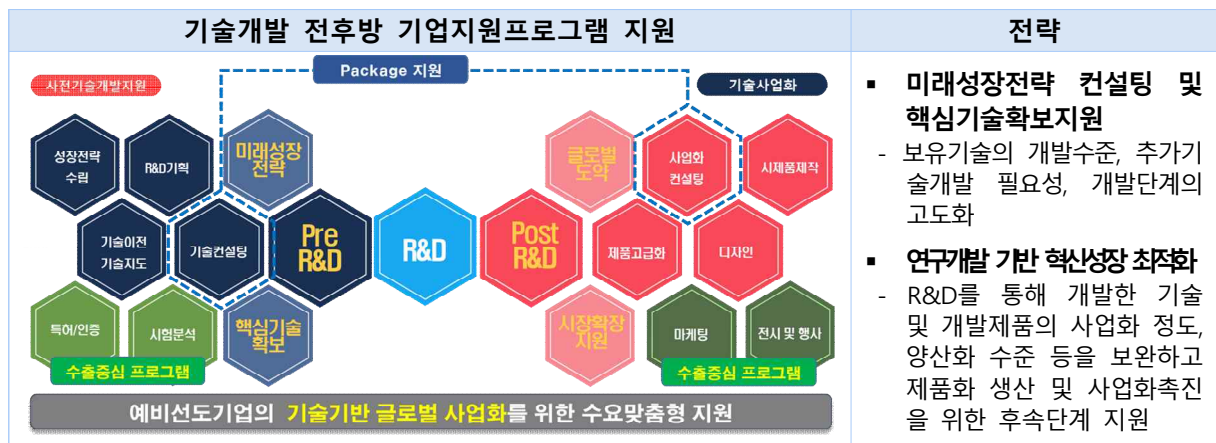 기술개발 전후방 기업지원프로그램 지원
사전기술개발지원
Package 지원
기술사업화
성장전략
수립
R&D기획
미래성장
전략
글로벌
도약
사업화
컨설팅
시제품제작
기술이전
기술지도
기술컨설팅
Pre
R&D
R&D
Post
R&D
제품고급화
디자인
특허/인증
시험분석
핵심기술
확보
시장확장
지원
마케팅
전시 및 행사
수출중심 프로그램
수출중심 프로그램
예비선도기업의 기술기반 글로벌 사업화를 위한 수요맞춤형 지원
전략
▪ 미래성장전략 컨설팅 및
핵심기술확보지원
- 보유기술의 개발수준, 추가기
술개발 필요성, 개발단계의
고도화
▪ 연구개발 기반 혁신성장 최적화
- R&D를 통해 개발한 기술
및 개발제품의 사업화 정도,
양산화 수준 등을 보완하고
제품화 생산 및 사업화촉진
을 위한 후속단계 지원